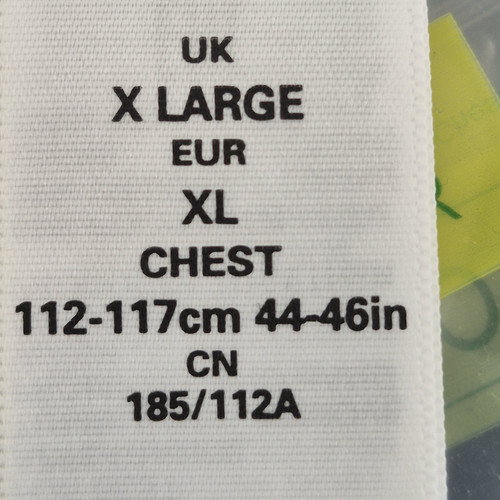 UK
X LARGE
EUR
XL
CHEST
112-117cm 44-46in
CN
185/112A